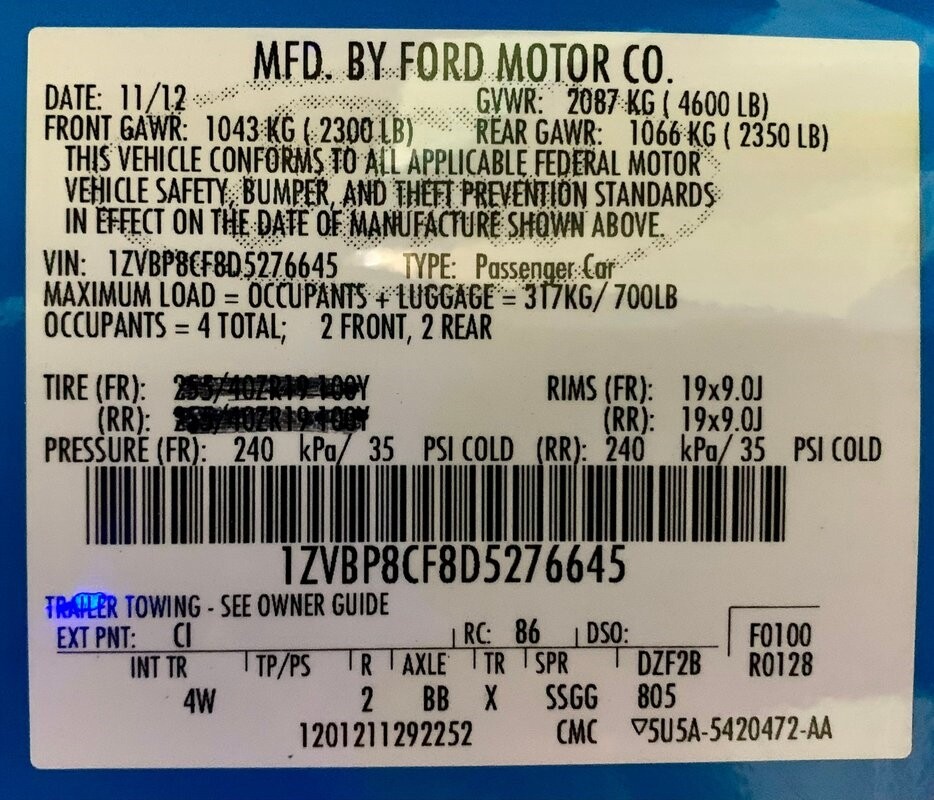 MFD. BY FORD MOTOR CO.
DATE: 11/12 GVWR: 2087 KG ( 4600 LB)
FRONT GAWR: 1043 KG ( 2300 LB) REAR GAWR: 1066 KG ( 2350 LB)
THIS VEHICLE CONFORMS TO ALL APPLICABLE FEDERAL MOTOR
VEHICLE SAFETY, BUMPER, AND THEFT PREVENTION STANDARDS
IN EFFECT ON THE DATE OF MANUFACTURE SHOWN ABOVE.
VIN: 1ZVBP8CF8D5276645 TYPE: Passenger Car
MAXIMUM LOAD = OCCUPANTS + LUGGAGE = 317KG/ 700LB
OCCUPANTS = 4 TOTAL; 2 FRONT, 2 REAR
TIRE (FR): 255/40ZR19 100Y RIMS (FR): 19x9.0J
(RR): 255/40ZR19 100Y (RR): 19x9.0J
PRESSURE (FR): 240 kPa/ 35 PSI COLD (RR): 240 kPa/ 35 PSI COLD
1ZVBP8CF8D5276645
TRAILER TOWING - SEE OWNER GUIDE
EXT PNT: CI RC: 86 DSO: F0100
INT TR TP/PS R AXLE TR SPR DZF2B R0128
4W 2 BB X SSGG 805
1201211292252 CMC ▽5U5A-5420472-AA